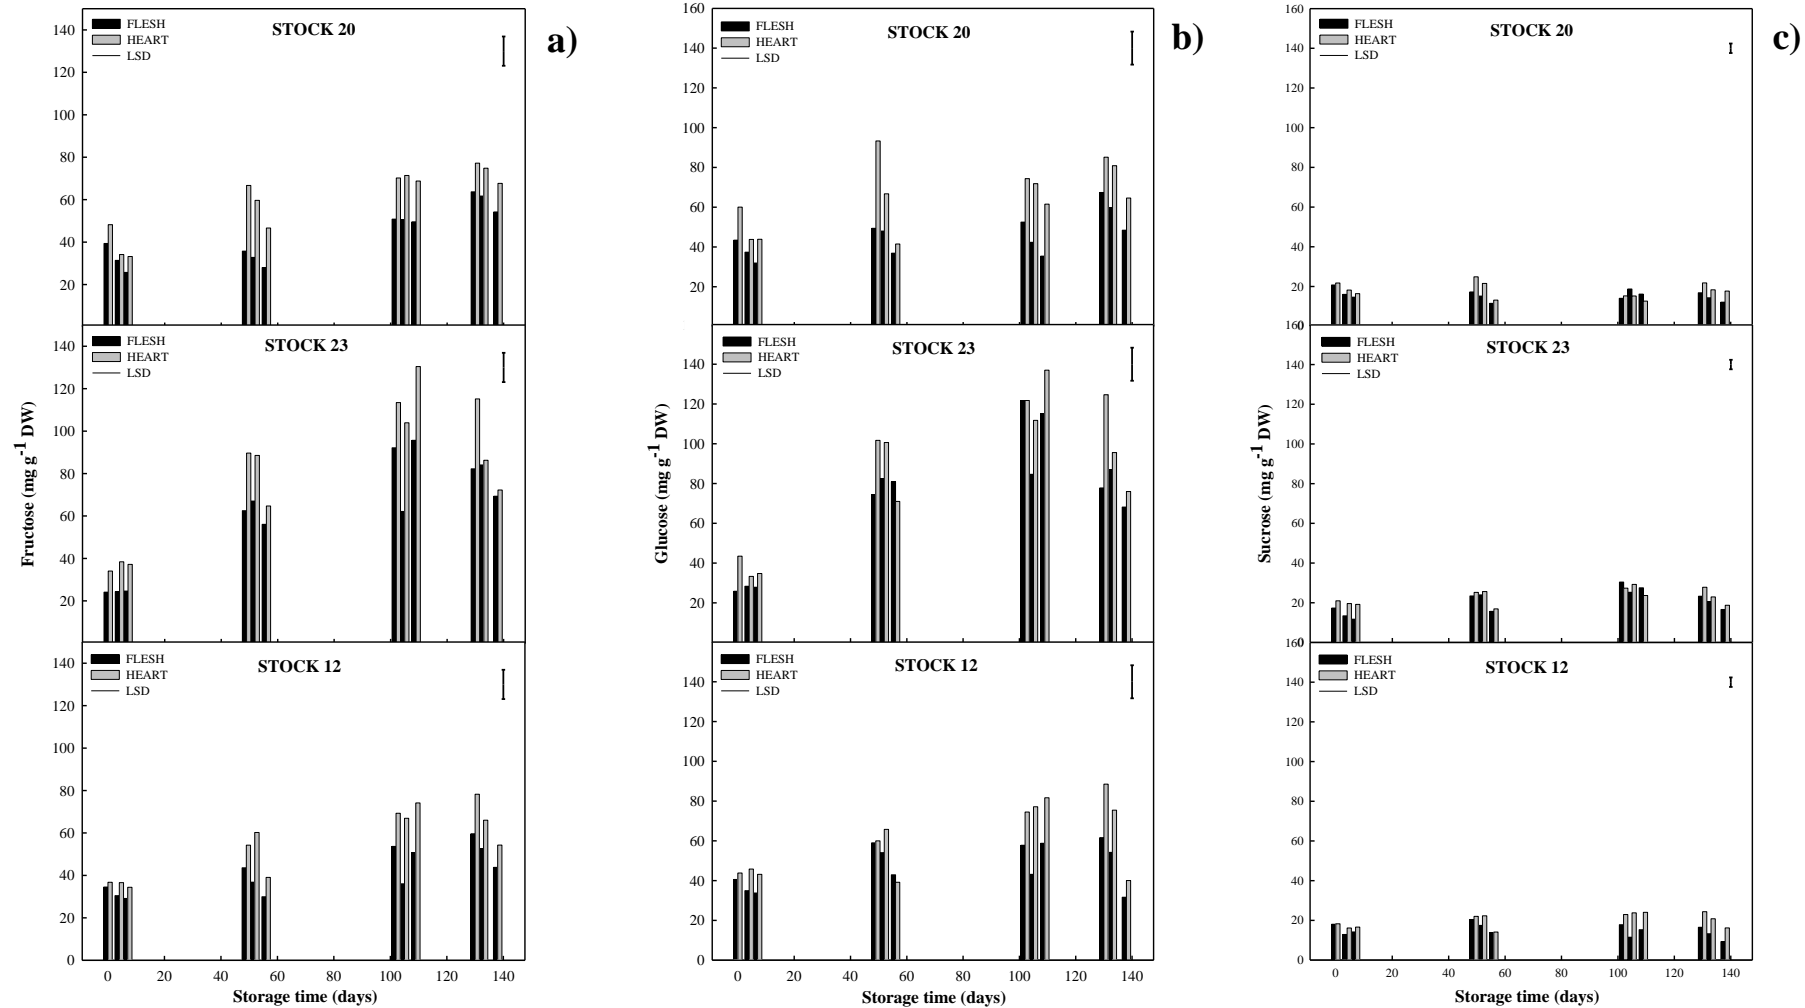 FLESH
HEART
LSD
STOCK 20
a)
140
120
100
80
60
40
20
FLESH
HEART
LSD
STOCK 23
140
120
100
80
60
40
20
FLESH
HEART
LSD
STOCK 12
140
120
100
80
60
40
20
0
0 20 40 60 80 100 120 140
Storage time (days)
Fructose (mg g-1 DW)
160
FLESH
HEART
LSD
STOCK 20
b)
140
120
100
80
60
40
20
FLESH
HEART
LSD
STOCK 23
140
120
100
80
60
40
20
FLESH
HEART
LSD
STOCK 12
140
120
100
80
60
40
20
0
0 20 40 60 80 100 120 140
Storage time (days)
Glucose (mg g-1 DW)
160
FLESH
HEART
LSD
STOCK 20
c)
140
120
100
80
60
40
20
FLESH
HEART
LSD
STOCK 23
140
120
100
80
60
40
20
FLESH
HEART
LSD
STOCK 12
140
120
100
80
60
40
20
0
0 20 40 60 80 100 120 140
Storage time (days)
Sucrose (mg g-1 DW)